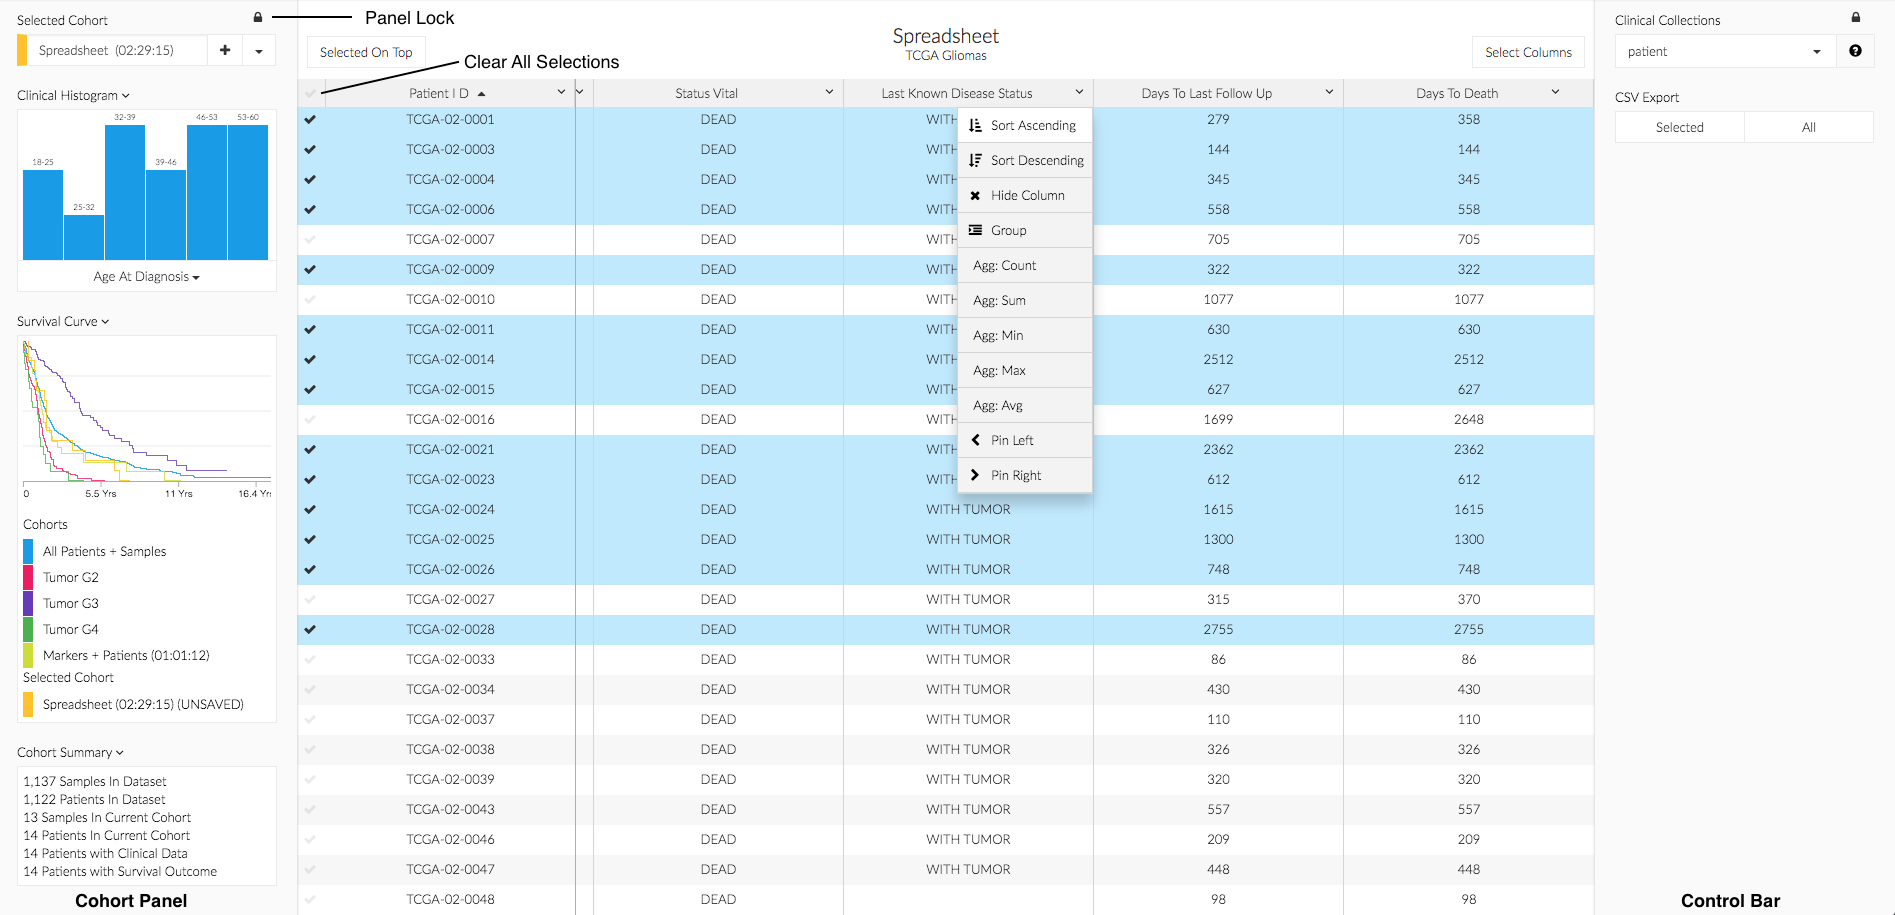 Selected Cohort
Panel Lock
Spreadsheet (02:29:15)
Clinical Histogram
18-25
25-32
32-39
39-46
46-53
53-60
Age At Diagnosis
Survival Curve
0
5.5 Yrs
11 Yrs
16.4 Yrs
Cohorts
All Patients + Samples
Tumor G2
Tumor G3
Tumor G4
Markers + Patients (01:01:12)
Selected Cohort
Spreadsheet (02:29:15) (UNSAVED)
Cohort Summary
1,137 Samples In Dataset
1,122 Patients In Dataset
13 Samples In Current Cohort
14 Patients In Current Cohort
14 Patients with Clinical Data
14 Patients with Survival Outcome
Cohort Panel
Spreadsheet
TCGA Gliomas
Selected On Top
Select Columns
Clear All Selections
Patient I D Status Vital Last Known Disease Status Days To Last Follow Up Days To Death
TCGA-02-0001 DEAD WITH 279 358
TCGA-02-0003 DEAD WITH 144 144
TCGA-02-0004 DEAD WITH 345 345
TCGA-02-0006 DEAD WITH 558 558
TCGA-02-0007 DEAD WITH 705 705
TCGA-02-0009 DEAD WITH 322 322
TCGA-02-0010 DEAD WITH 1077 1077
TCGA-02-0011 DEAD WITH 630 630
TCGA-02-0014 DEAD WITH 2512 2512
TCGA-02-0015 DEAD WITH 627 627
TCGA-02-0016 DEAD WITH 1699 2648
TCGA-02-0021 DEAD WITH 2362 2362
TCGA-02-0023 DEAD WITH 612 612
TCGA-02-0024 DEAD WITH TUMOR 1615 1615
TCGA-02-0025 DEAD WITH TUMOR 1300 1300
TCGA-02-0026 DEAD WITH TUMOR 748 748
TCGA-02-0027 DEAD WITH TUMOR 315 370
TCGA-02-0028 DEAD WITH TUMOR 2755 2755
TCGA-02-0033 DEAD WITH TUMOR 86 86
TCGA-02-0034 DEAD WITH TUMOR 430 430
TCGA-02-0037 DEAD WITH TUMOR 110 110
TCGA-02-0038 DEAD WITH TUMOR 326 326
TCGA-02-0039 DEAD WITH TUMOR 320 320
TCGA-02-0043 DEAD WITH TUMOR 557 557
TCGA-02-0046 DEAD WITH TUMOR 209 209
TCGA-02-0047 DEAD WITH TUMOR 448 448
TCGA-02-0048 DEAD 98 98
Sort Ascending
Sort Descending
Hide Column
Group
Agg: Count
Agg: Sum
Agg: Min
Agg: Max
Agg: Avg
Pin Left
Pin Right
Clinical Collections
patient
CSV Export
Selected
All
Control Bar